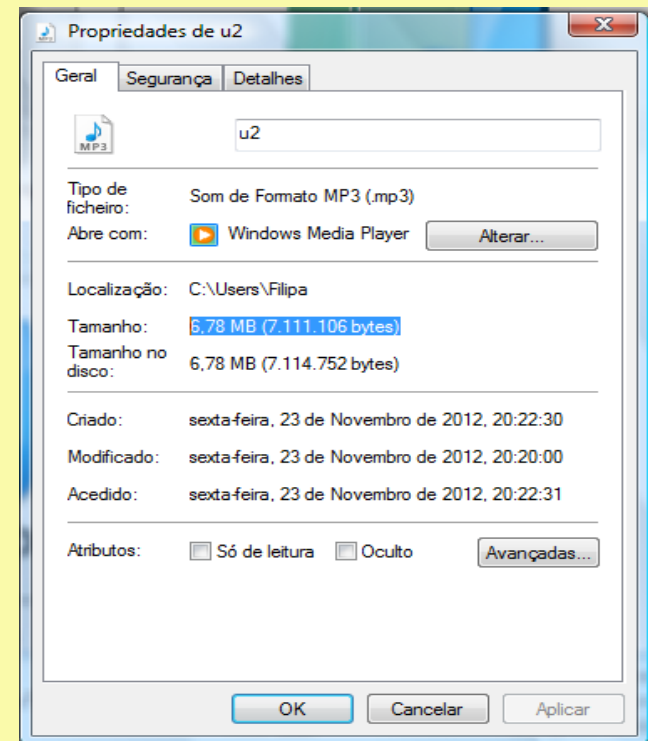 Propriedades de u2
Geral Segurança Detalhes
MP3
u2
Tipo de ficheiro: Som de Formato MP3 (.mp3)
Abre com: Windows Media Player Alterar...
Localização: C:\Users\Filipa
Tamanho: 6,78 MB (7.111.106 bytes)
Tamanho no disco: 6,78 MB (7.114.752 bytes)
Criado: sexta-feira, 23 de Novembro de 2012, 20:22:30
Modificado: sexta-feira, 23 de Novembro de 2012, 20:20:00
Acedido: sexta-feira, 23 de Novembro de 2012, 20:22:31
Atributos: Só de leitura Oculto Avançadas...
OK Cancelar Aplicar